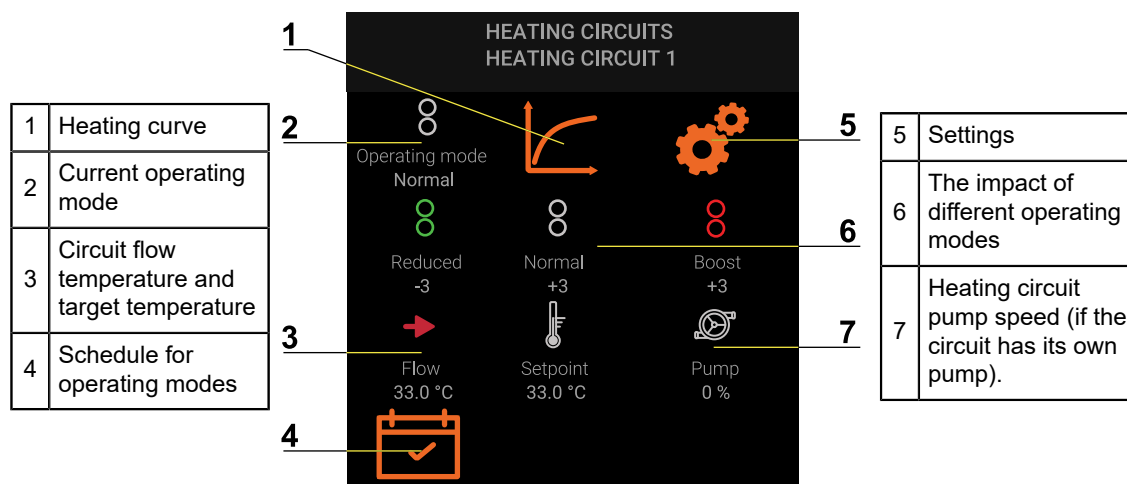 HEATING CIRCUITS
HEATING CIRCUIT 1
1
2
3
4
5
6
7
1 Heating curve
2 Current operating
mode
3 Circuit flow
temperature and
target temperature
4 Schedule for
operating modes
Operating mode
Normal
Reduced
-3
Normal
+3
Boost
+3
Flow
33.0 °C
Setpoint
33.0 °C
Pump
0 %
5 Settings
6 The impact of
different operating
modes
7 Heating circuit
pump speed (if the
circuit has its own
pump).